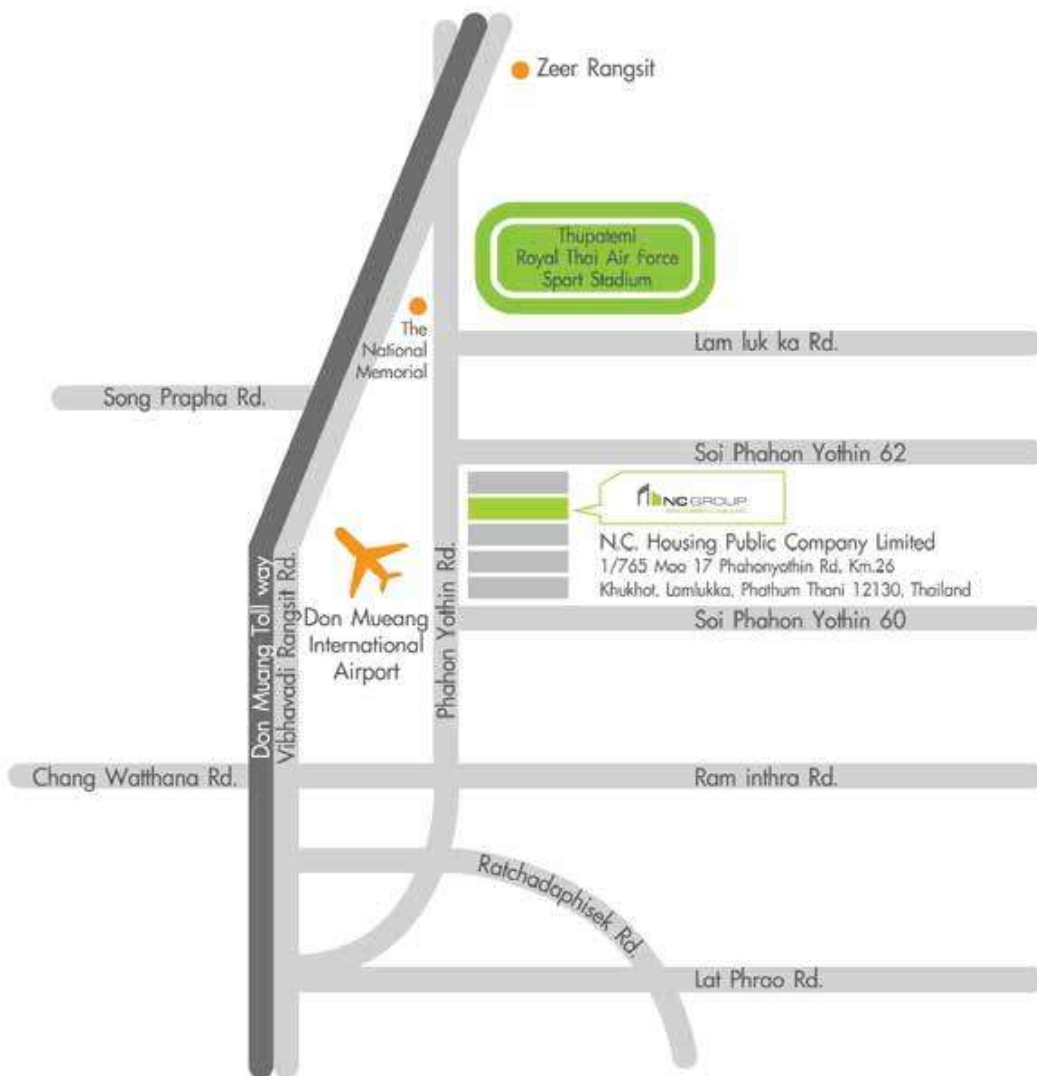 Zeer Rangsit
Thupatemi
Royal Thai Air Force
Sport Stadium
The
National
Memorial
Lam luk ka Rd.
Song Prapha Rd.
Soi Phahon Yothin 62
NC GROUP
N.C. Housing Public Company Limited
1/765 Moo 17 Phahonyothin Rd, Km.26
Khukhot, Lamlukka, Phathum Thani 12130, Thailand
Don Muang Toll way
Vibhavadi Rangsit Rd.
Don Mueang
International
Airport
Phahon Yothin Rd.
Soi Phahon Yothin 60
Chang Watthana Rd.
Ram inthra Rd.
Ratchadaphisek Rd.
Lat Phrao Rd.